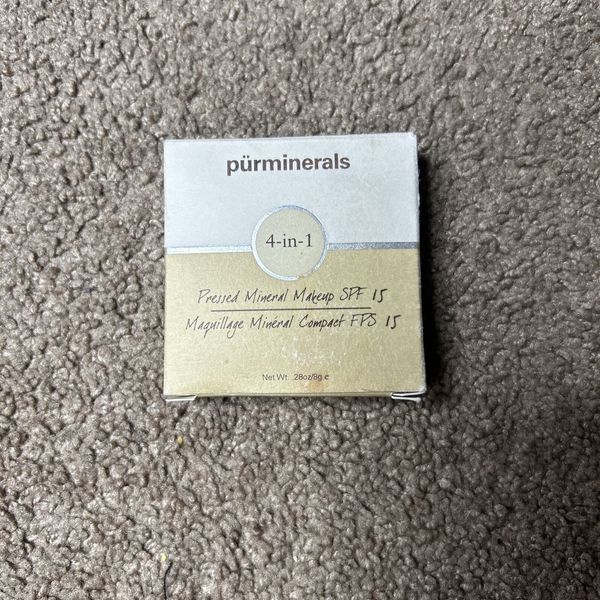 pürminerals
4-in-1
Pressed Mineral Makeup SPF 15
Maquillage Minéral Compact FPS 15
Net Wt. .28oz/8g e